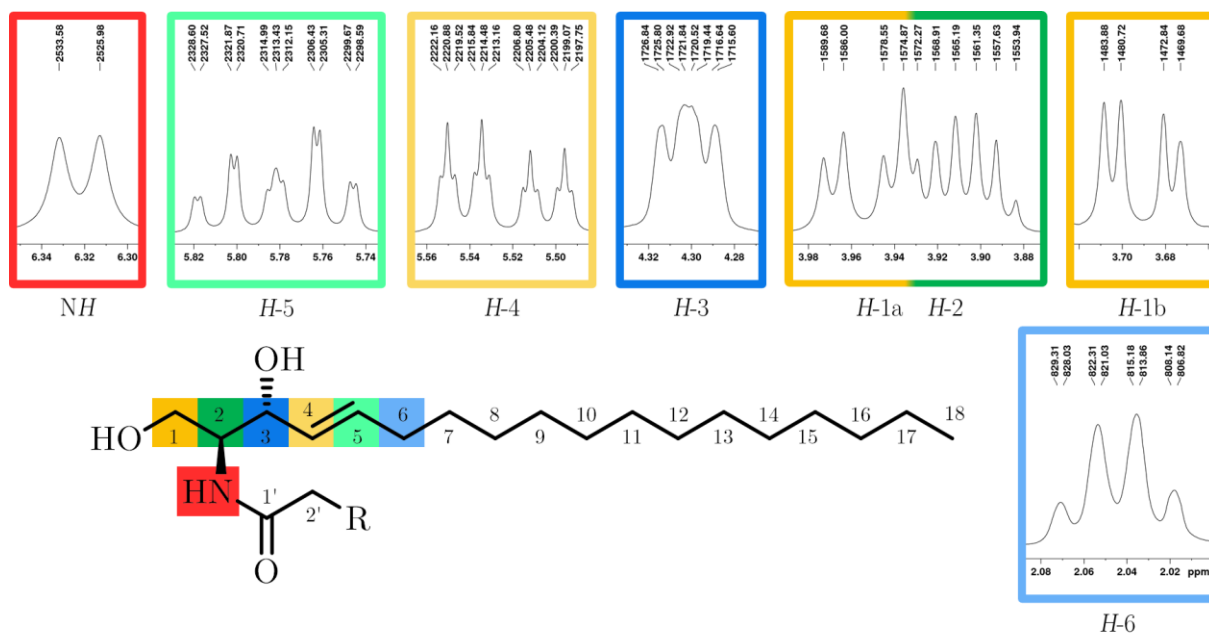 2533.58
2525.98
2328.60
2327.52
2321.87
2320.71
2314.99
2313.43
2312.15
2306.43
2305.31
2299.67
2298.59
2222.16
2220.88
2219.52
2215.84
2214.48
2213.16
2206.80
2205.48
2204.12
2200.39
2199.07
2197.75
1726.84
1725.80
1722.92
1721.84
1720.52
1719.44
1716.64
1715.60
1589.68
1586.00
1578.55
1574.87
1572.27
1568.91
1565.19
1561.35
1557.63
1553.94
1483.88
1480.72
1472.84
1469.68
6.34 6.32 6.30
5.82 5.80 5.78 5.76 5.74
5.56 5.54 5.52 5.50
4.32 4.30 4.28
3.98 3.96 3.94 3.92 3.90 3.88
3.70 3.68
NH
H-5
H-4
H-3
H-1a H-2
H-1b
829.31
828.03
822.31
821.03
815.18
813.86
808.14
806.82
2.08 2.06 2.04 2.02 ppm
H-6
OH
2 4 6 8 10 12 14 16 18
HO 1 3 5 7 9 11 13 15 17
HN 1'
2' R
O